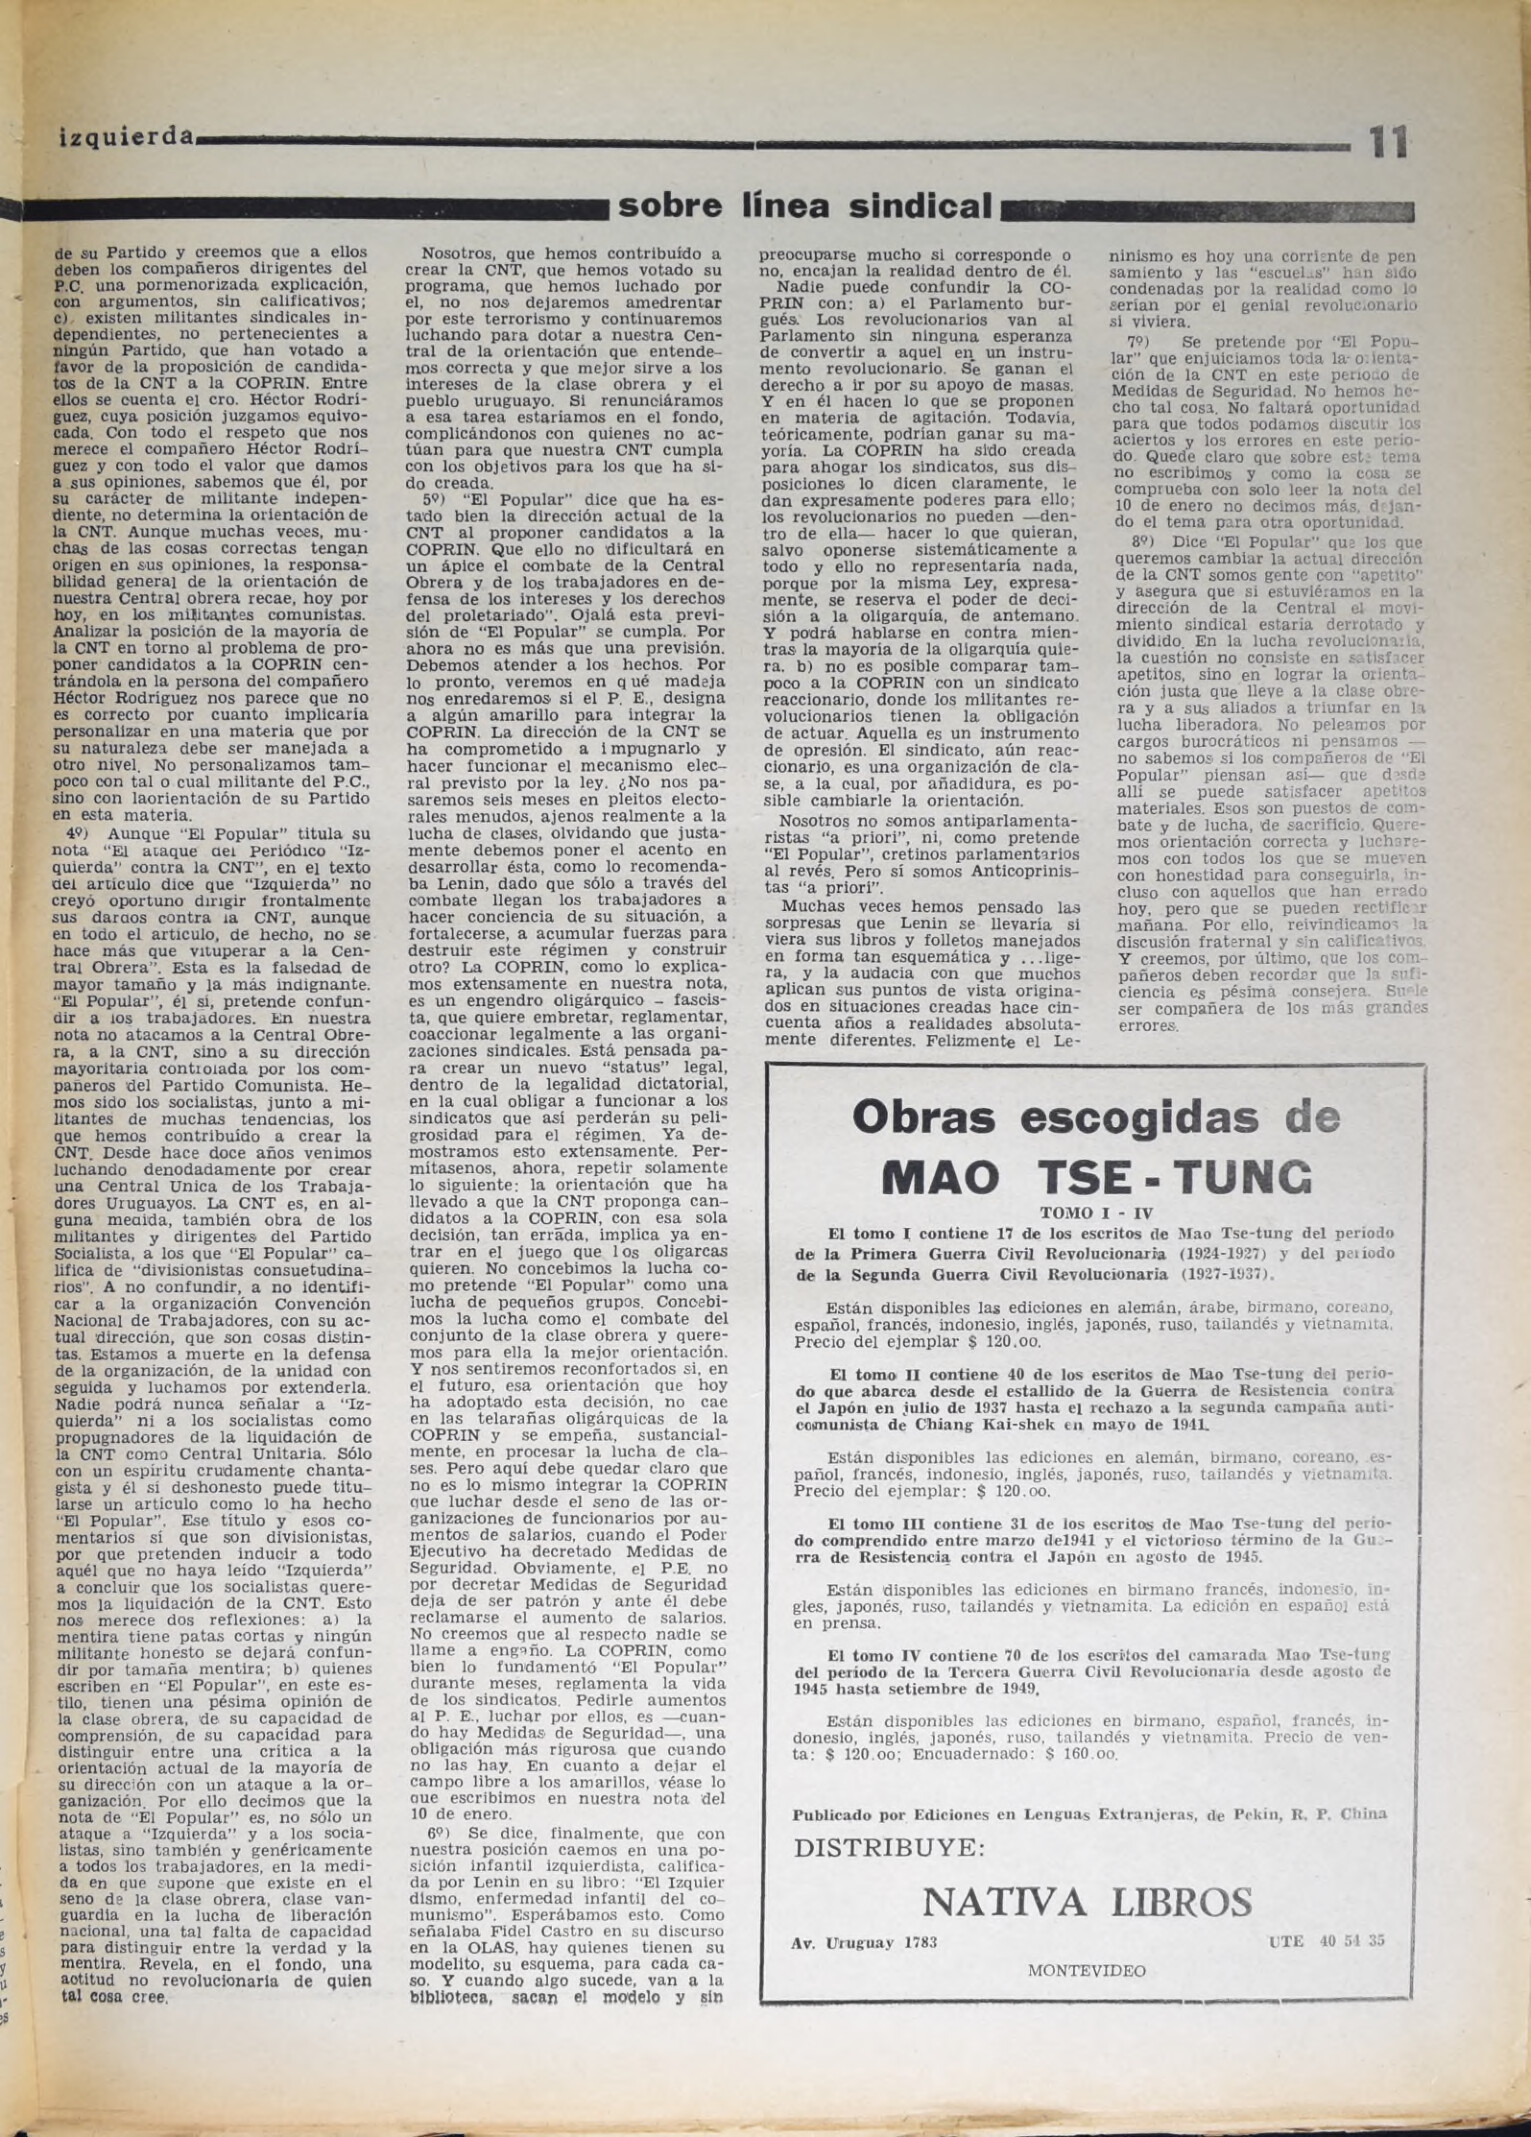 izquierda
11
sobre línea sindical
de su Partido y creemos que a ellos
deben los compañeros dirigentes del
P.C. una pormenorizada explicación,
con argumentos, sin calificativos;
c) existen militantes sindicales in-
dependientes, no pertenecientes a
ningún Partido, que han votado a
favor de la proposición de candida-
tos de la CNT a la COPRIN. Entre
ellos se cuenta el cro. Héctor Rodrí-
guez, cuya posición juzgamos equivo-
cada. Con todo el respeto que nos
merece el compañero Héctor Rodrí-
guez y con todo el valor que damos
a sus opiniones, sabemos que él, por
su carácter de militante indepen-
diente, no determina la orientación de
la CNT. Aunque muchas veces, mu-
chas de las cosas correctas tengan
origen en sus opiniones, la responsa-
bilidad general de la orientación de
nuestra Central obrera recae, hoy por
hoy, en los militantes comunistas.
Analizar la posición de la mayoría de
la CNT en torno al problema de pro-
poner candidatos a la COPRIN cen-
trándola en la persona del compañero
Héctor Rodríguez nos parece que no
es correcto por cuanto implicaría
personalizar en una materia que por
su naturaleza debe ser manejada a
otro nivel. No personalizamos tam-
poco con tal o cual militante del P.C.,
sino con laorientación de su Partido
en esta materia.
4º) Aunque "El Popular" titula su
nota "El ataque del Periódico "Iz-
quierda" contra la CNT", en el texto
del artículo dice que "Izquierda" no
creyó oportuno dirigir frontalmente
sus dardos contra la CNT, aunque
en todo el artículo, de hecho, no se
hace más que vituperar a la Cen-
tral Obrera". Esta es la falsedad de
mayor tamaño y la más indignante.
"El Popular", él sí, pretende confun-
dir a los trabajadores. En nuestra
nota no atacamos a la Central Obre-
ra, a la CNT, sino a su dirección
mayoritaria controlada por los com-
pañeros del Partido Comunista. He-
mos sido los socialistas, junto a mi-
litantes de muchas tendencias, los
que hemos contribuído a crear la
CNT. Desde hace doce años venimos
luchando denodadamente por crear
una Central Unica de los Trabaja-
dores Uruguayos. La CNT es, en al-
guna medida, también obra de los
militantes y dirigentes del Partido
Socialista, a los que "El Popular" ca-
lifica de "divisionistas consuetudina-
rios". A no confundir, a no identifi-
car a la organización Convención
Nacional de Trabajadores, con su ac-
tual dirección, que son cosas distin-
tas. Estamos a muerte en la defensa
de la organización, de la unidad con
seguida y luchamos por extenderla.
Nadie podrá nunca señalar a "Iz-
quierda" ni a los socialistas como
propugnadores de la liquidación de
la CNT como Central Unitaria. Sólo
con un espíritu crudamente chanta-
gista y él sí deshonesto puede titu-
larse un artículo como lo ha hecho
"El Popular". Ese título y esos co-
mentarios sí que son divisionistas,
por que pretenden inducir a todo
aquél que no haya leído "Izquierda"
a concluir que los socialistas quere-
mos la liquidación de la CNT. Esto
nos merece dos reflexiones: a) la
mentira tiene patas cortas y ningún
militante honesto se dejará confun-
dir por tamaña mentira; b) quienes
escriben en "El Popular", en este es-
tilo, tienen una pésima opinión de
la clase obrera, de su capacidad de
comprensión, de su capacidad para
distinguir entre una crítica a la
orientación actual de la mayoría de
su dirección con un ataque a la or-
ganización. Por ello decimos que la
nota de "El Popular" es, no sólo un
ataque a "Izquierda" y a los socia-
listas, sino también y genéricamente
a todos los trabajadores, en la medi-
da en que supone que existe en el
seno de la clase obrera, clase van-
guardia en la lucha de liberación
nacional, una tal falta de capacidad
para distinguir entre la verdad y la
mentira. Revela, en el fondo, una
actitud no revolucionaria de quien
tal cosa cree.
Nosotros, que hemos contribuído a
crear la CNT, que hemos votado su
programa, que hemos luchado por
el, no nos dejaremos amedrentar
por este terrorismo y continuaremos
luchando para dotar a nuestra Cen-
tral de la orientación que entende-
mos correcta y que mejor sirve a los
intereses de la clase obrera y el
pueblo uruguayo. Si renunciáramos
a esa tarea estaríamos en el fondo,
complicándonos con quienes no ac-
túan para que nuestra CNT cumpla
con los objetivos para los que ha si-
do creada.
5º) "El Popular" dice que ha es-
tado bien la dirección actual de la
CNT al proponer candidatos a la
COPRIN. Que ello no dificultará en
un ápice el combate de la Central
Obrera y de los trabajadores en de-
fensa de los intereses y los derechos
del proletariado". Ojalá esta previ-
sión de "El Popular" se cumpla. Por
ahora no es más que una previsión.
Debemos atender a los hechos. Por
lo pronto, veremos en qué madeja
nos enredaremos si el P. E., designa
a algún amarillo para integrar la
COPRIN. La dirección de la CNT se
ha comprometido a impugnarlo y
hacer funcionar el mecanismo elec-
ral previsto por la ley. ¿No nos pa-
saremos seis meses en pleitos electo-
rales menudos, ajenos realmente a la
lucha de clases, olvidando que justa-
mente debemos poner el acento en
desarrollar ésta, como lo recomenda-
ba Lenin, dado que sólo a través del
combate llegan los trabajadores a
hacer conciencia de su situación, a
fortalecerse, a acumular fuerzas para
destruir este régimen y construir
otro? La COPRIN, como lo explica-
mos extensamente en nuestra nota,
es un engendro oligárquico - fascis-
ta, que quiere embretar, reglamentar,
coaccionar legalmente a las organi-
zaciones sindicales. Está pensada pa-
ra crear un nuevo "status" legal,
dentro de la legalidad dictatorial,
en la cual obligar a funcionar a los
sindicatos que así perderán su peli-
grosidad para el régimen. Ya de-
mostramos esto extensamente. Per-
mítasenos, ahora, repetir solamente
lo siguiente: la orientación que ha
llevado a que la CNT proponga can-
didatos a la COPRIN, con esa sola
decisión, tan errada, implica ya en-
trar en el juego que los oligarcas
quieren. No concebimos la lucha co-
mo pretende "El Popular" como una
lucha de pequeños grupos. Concebi-
mos la lucha como el combate del
conjunto de la clase obrera y quere-
mos para ella la mejor orientación.
Y nos sentiremos reconfortados si, en
el futuro, esa orientación que hoy
ha adoptado esta decisión, no cae
en las telarañas oligárquicas de la
COPRIN y se empeña, sustancial-
mente, en procesar la lucha de cla-
ses. Pero aquí debe quedar claro que
no es lo mismo integrar la COPRIN
que luchar desde el seno de las or-
ganizaciones de funcionarios por au-
mentos de salarios, cuando el Poder
Ejecutivo ha decretado Medidas de
Seguridad. Obviamente, el P.E. no
por decretar Medidas de Seguridad
deja de ser patrón y ante él debe
reclamarse el aumento de salarios.
No creemos que al respecto nadie se
llame a engaño. La COPRIN, como
bien lo fundamentó "El Popular"
durante meses, reglamenta la vida
de los sindicatos. Pedirle aumentos
al P. E., luchar por ellos, es —cuan-
do hay Medidas de Seguridad—, una
obligación más rigurosa que cuando
no las hay. En cuanto a dejar el
campo libre a los amarillos, véase lo
que escribimos en nuestra nota del
10 de enero.
6º) Se dice, finalmente, que con
nuestra posición caemos en una po-
sición infantil izquierdista, califica-
da por Lenin en su libro: "El Izquier
dismo, enfermedad infantil del co-
munismo". Esperábamos esto. Como
señalaba Fidel Castro en su discurso
en la OLAS, hay quienes tienen su
modelito, su esquema, para cada ca-
so. Y cuando algo sucede, van a la
biblioteca, sacan el modelo y sin
preocuparse mucho si corresponde o
no, encajan la realidad dentro de él.
Nadie puede confundir la CO-
PRIN con: a) el Parlamento bur-
gués. Los revolucionarios van al
Parlamento sin ninguna esperanza
de convertir a aquel en un instru-
mento revolucionario. Se ganan el
derecho a ir por su apoyo de masas.
Y en él hacen lo que se proponen
en materia de agitación. Todavía,
teóricamente, podrían ganar su ma-
yoría. La COPRIN ha sido creada
para ahogar los sindicatos, sus dis-
posiciones lo dicen claramente, le
dan expresamente poderes para ello;
los revolucionarios no pueden —den-
tro de ella— hacer lo que quieran,
salvo oponerse sistemáticamente a
todo y ello no representaría nada,
porque por la misma Ley, expresa-
mente, se reserva el poder de deci-
sión a la oligarquía, de antemano.
Y podrá hablarse en contra mien-
tras la mayoría de la oligarquía quie-
ra. b) no es posible comparar tam-
poco a la COPRIN con un sindicato
reaccionario, donde los militantes re-
volucionarios tienen la obligación
de actuar. Aquella es un instrumento
de opresión. El sindicato, aún reac-
cionario, es una organización de cla-
se, a la cual, por añadidura, es po-
sible cambiarle la orientación.
Nosotros no somos antiparlamenta-
ristas "a priori", ni, como pretende
"El Popular", cretinos parlamentarios
al revés. Pero sí somos Anticoprinis-
tas "a priori".
Muchas veces hemos pensado las
sorpresas que Lenin se llevaría si
viera sus libros y folletos manejados
en forma tan esquemática y ...lige-
ra, y la audacia con que muchos
aplican sus puntos de vista origina-
dos en situaciones creadas hace cin-
cuenta años a realidades absoluta-
mente diferentes. Felizmente el Le-
ninismo es hoy una corriente de pen
samiento y las "escuelas" han sido
condenadas por la realidad como lo
serían por el genial revolucionario
si viviera.
7º) Se pretende por "El Popu-
lar" que enjuiciamos toda la orienta-
ción de la CNT en este período de
Medidas de Seguridad. No hemos he-
cho tal cosa. No faltará oportunidad
para que todos podamos discutir los
aciertos y los errores en este perío-
do. Quede claro que sobre este tema
no escribimos y como la cosa se
comprueba con solo leer la nota del
10 de enero no decimos más, dejan-
do el tema para otra oportunidad.
8º) Dice "El Popular" que los que
queremos cambiar la actual dirección
de la CNT somos gente con "apetito"
y asegura que si estuviéramos en la
dirección de la Central el movi-
miento sindical estaría derrotado y
dividido. En la lucha revolucionaria,
la cuestión no consiste en satisfacer
apetitos, sino en lograr la orienta-
ción justa que lleve a la clase obre-
ra y a sus aliados a triunfar en la
lucha liberadora. No peleamos por
cargos burocráticos ni pensamos —
no sabemos si los compañeros de "El
Popular" piensan así— que desde
allí se puede satisfacer apetitos
materiales. Esos son puestos de com-
bate y de lucha, de sacrificio. Quere-
mos orientación correcta y luchare-
mos con todos los que se mueven
con honestidad para conseguirla, in-
cluso con aquellos que han errado
hoy, pero que se pueden rectificar
mañana. Por ello, reivindicamos la
discusión fraternal y sin calificativos.
Y creemos, por último, que los com-
pañeros deben recordar que la sufi-
ciencia es pésima consejera. Suele
ser compañera de los más grandes
errores.
Obras escogidas de
MAO TSE-TUNG
TOMO I - IV
El tomo I contiene 17 de los escritos de Mao Tse-tung del período
de la Primera Guerra Civil Revolucionaria (1924-1927) y del período
de la Segunda Guerra Civil Revolucionaria (1927-1937).
Están disponibles las ediciones en alemán, árabe, birmano, coreano,
español, francés, indonesio, inglés, japonés, ruso, tailandés y vietnamita.
Precio del ejemplar $ 120.oo.
El tomo II contiene 40 de los escritos de Mao Tse-tung del perío-
do que abarca desde el estallido de la Guerra de Resistencia contra
el Japón en julio de 1937 hasta el rechazo a la segunda campaña anti-
comunista de Chiang Kai-shek en mayo de 1941.
Están disponibles las ediciones en alemán, birmano, coreano, es-
pañol, francés, indonesio, inglés, japonés, ruso, tailandés y vietnamita.
Precio del ejemplar: $ 120.oo.
El tomo III contiene 31 de los escritos de Mao Tse-tung del perío-
do comprendido entre marzo de1941 y el victorioso término de la Gue-
rra de Resistencia contra el Japón en agosto de 1945.
Están disponibles las ediciones en birmano francés, indonesio, in-
gles, japonés, ruso, tailandés y vietnamita. La edición en español está
en prensa.
El tomo IV contiene 70 de los escritos del camarada Mao Tse-tung
del período de la Tercera Guerra Civil Revolucionaria desde agosto de
1945 hasta setiembre de 1949.
Están disponibles las ediciones en birmano, español, francés, in-
donesio, inglés, japonés, ruso, tailandés y vietnamita. Precio de ven-
ta: $ 120.oo; Encuadernado: $ 160.oo.
Publicado por Ediciones en Lenguas Extranjeras, de Pekín, R. P. China
DISTRIBUYE:
NATIVA LIBROS
Av. Uruguay 1783
UTE 40 54 35
MONTEVIDEO